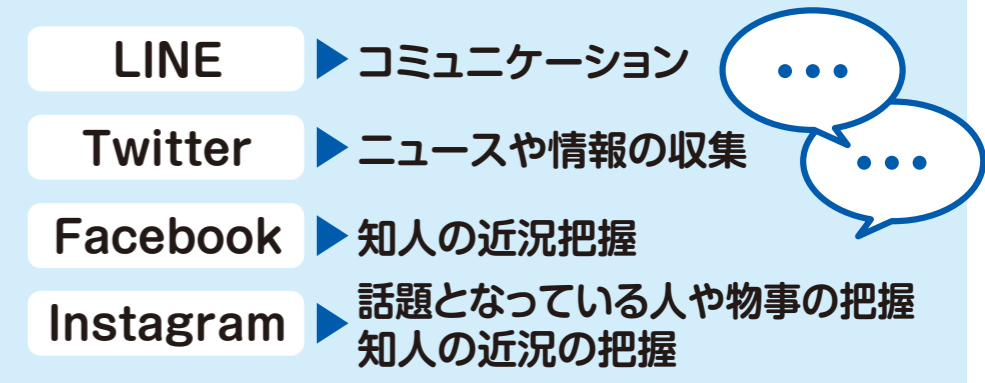 LINE ▶ コミュニケーション
Twitter ▶ ニュースや情報の収集
Facebook ▶ 知人の近況把握
Instagram ▶ 話題となっている人や物事の把握
知人の近況の把握